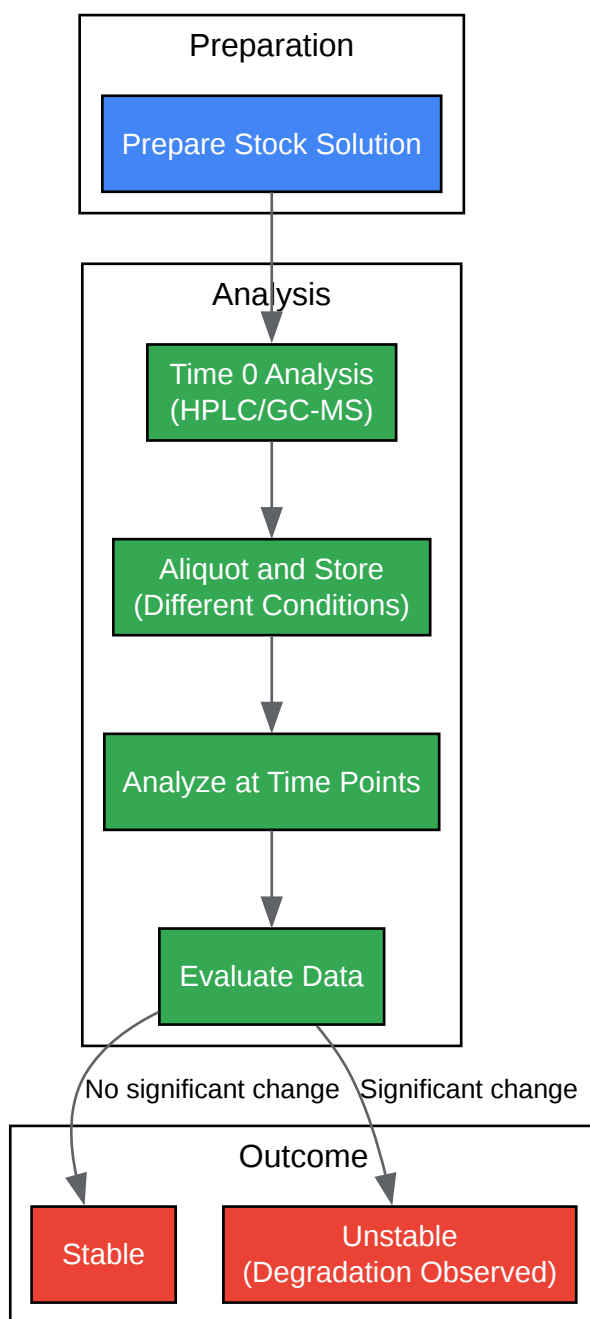 Preparation
Prepare Stock Solution
Analysis
Time 0 Analysis
(HPLC/GC-MS)
Aliquot and Store
(Different Conditions)
Analyze at Time Points
Evaluate Data
No significant change
Significant change
Outcome
Stable
Unstable
(Degradation Observed)